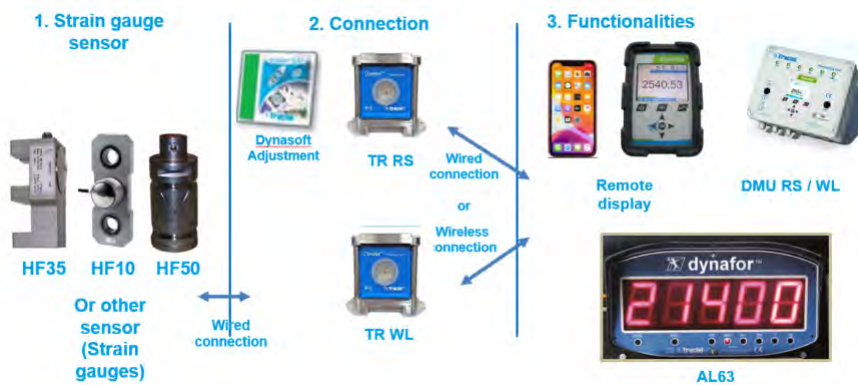 1. Strain gauge
sensor
2. Connection
3. Functionalities
Dynasoft
Adjustment
TR RS
Wired
connection
or
Wireless
connection
TR WL
HF35
HF10
HF50
Or other
sensor
(Strain
gauges)
Wired
connection
2540.53
Remote
display
DMU RS / WL
dynafor™
21400
tractel
AL63